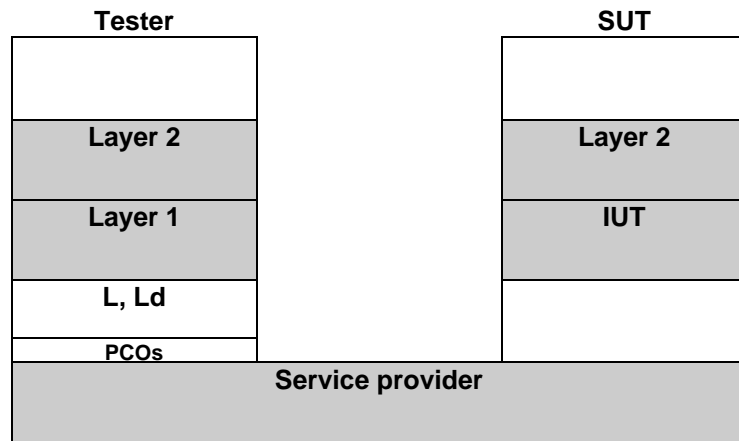 Tester
SUT
Layer 2
Layer 2
Layer 1
IUT
L, Ld
PCOs
Service provider